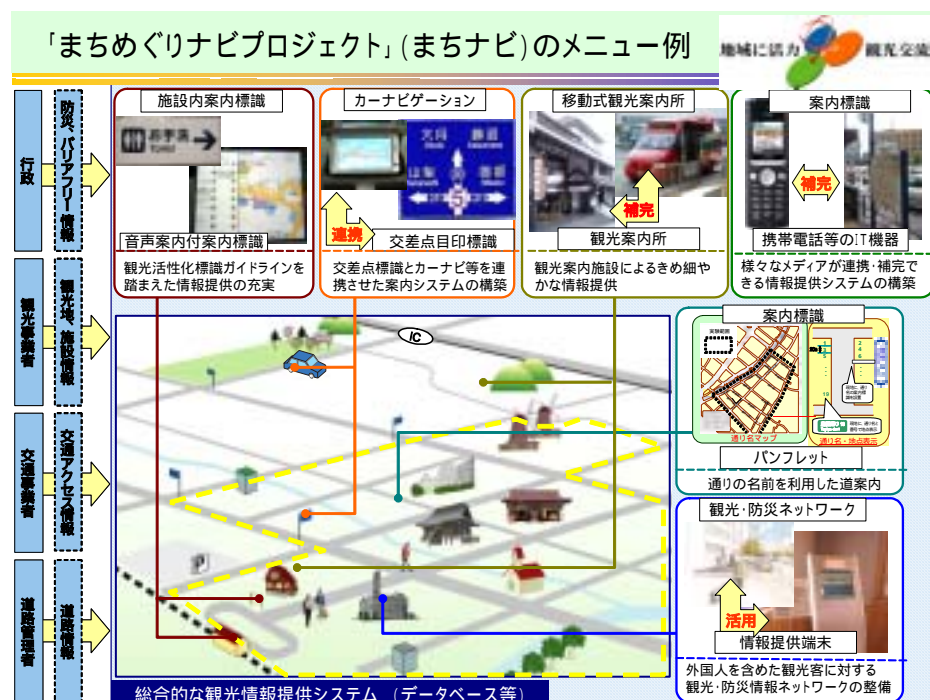 「まちめぐりナビプロジェクト」(まちナビ)のメニュー例
地域に活力
観光交流
行政
防災、バリアフリー情報
観光事業者
観光地、施設情報
交通事業者
交通アクセス情報
道路管理者
道路情報
施設内案内標識
お手洗
音声案内付案内標識
観光活性化標識ガイドラインを
踏まえた情報提供の充実
カーナビゲーション
5
連携
交差点目印標識
交差点標識とカーナビ等を連
携させた案内システムの構築
移動式観光案内所
補完
観光案内所
観光案内施設によるきめ細や
かな情報提供
案内標識
補完
携帯電話等のIT機器
様々なメディアが連携・補完で
きる情報提供システムの構築
IC
P
案内標識
実験範囲
通り名マップ
通り名・地点表示
パンフレット
通りの名前を利用した道案内
観光・防災ネットワーク
活用
情報提供端末
外国人を含めた観光客に対する
観光・防災情報ネットワークの整備
総合的な観光情報提供システム (データベース等)